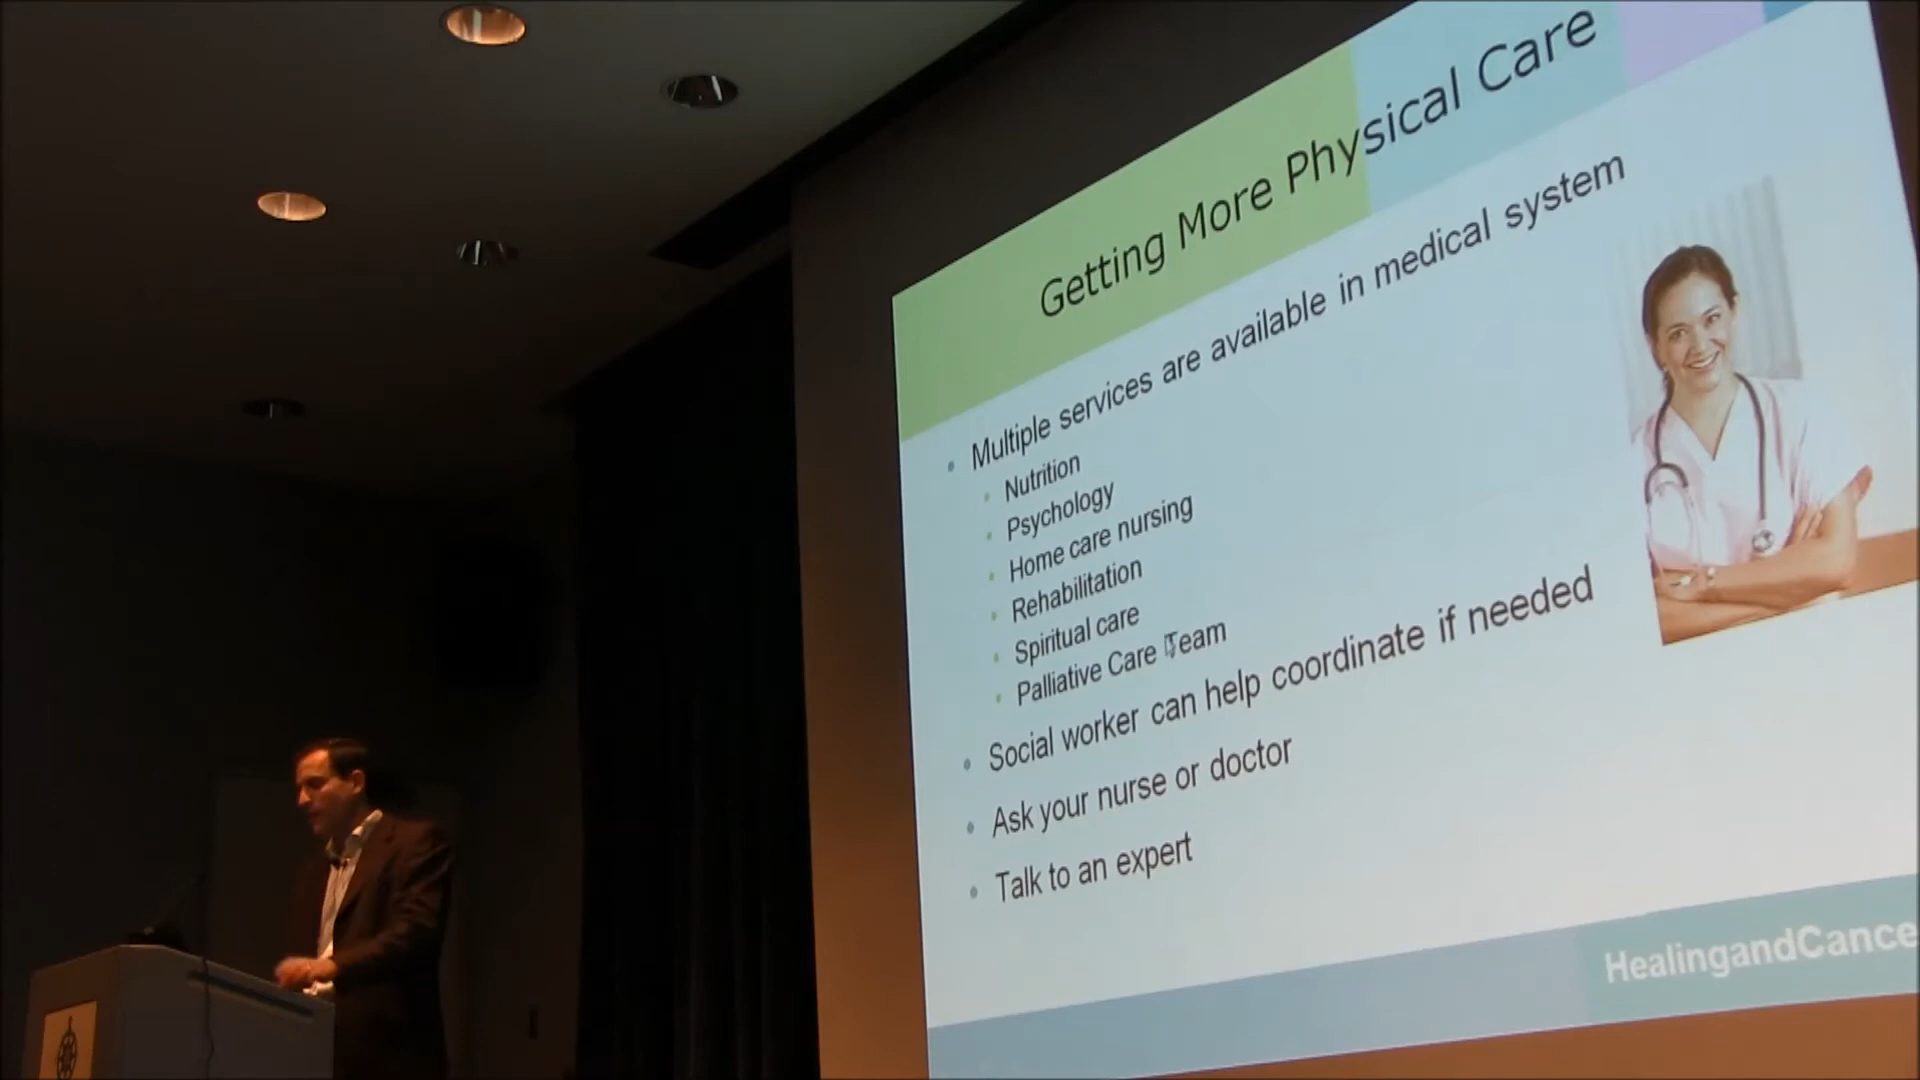 Getting More Physical Care
Multiple services are available in medical system
Nutrition
Psychology
Home care nursing
Rehabilitation
Spiritual care
Palliative Care Team
Social worker can help coordinate if needed
Ask your nurse or doctor
Talk to an expert
HealingandCance